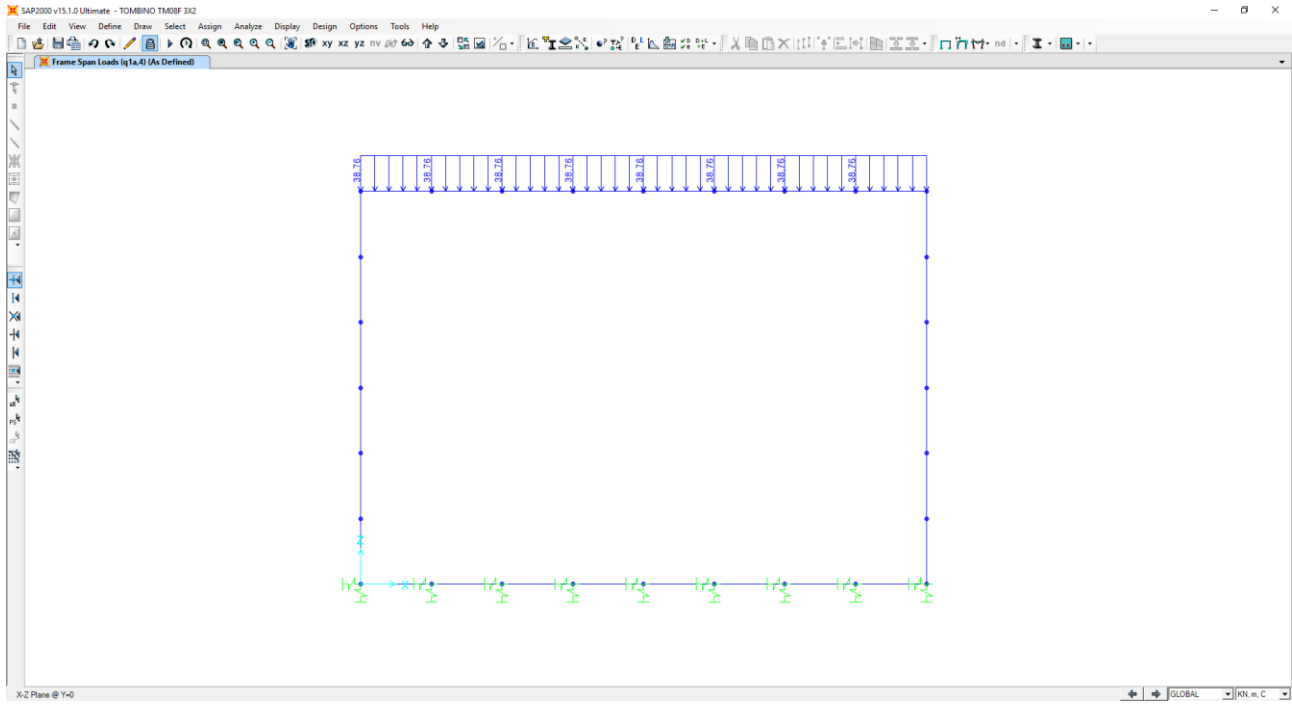 SAP2000 v15.1.0 Ultimate - TOMBINO TM08F 3X2
File Edit View Define Draw Select Assign Analyze Display Design Options Tools Help
xy xz yz nv nd
Frame Span Loads (q1a,4) (As Defined)
38.76 38.76 38.76 38.76 38.76 38.76 38.76 38.76
Z
X
X-Z Plane @ Y=0
GLOBAL
KN, m, C